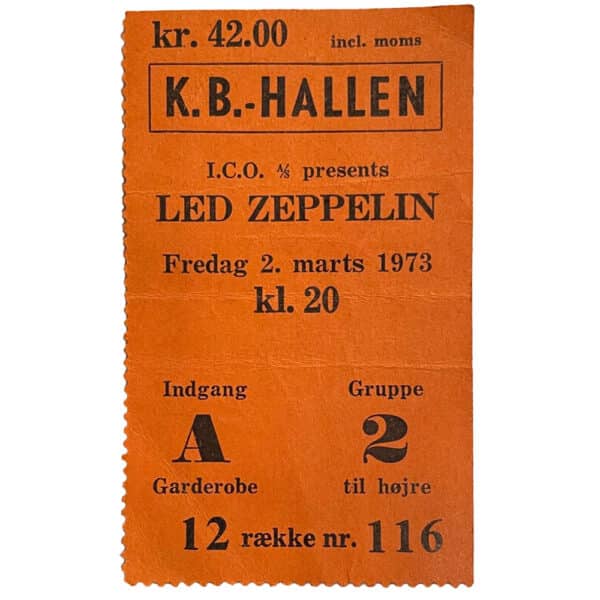 kr. 42.00 incl. moms
K.B.-HALLEN
I.C.O. A/S presents
LED ZEPPELIN
Fredag 2. marts 1973
kl. 20
Indgang Gruppe
A 2
Garderobe til højre
12 række nr. 116